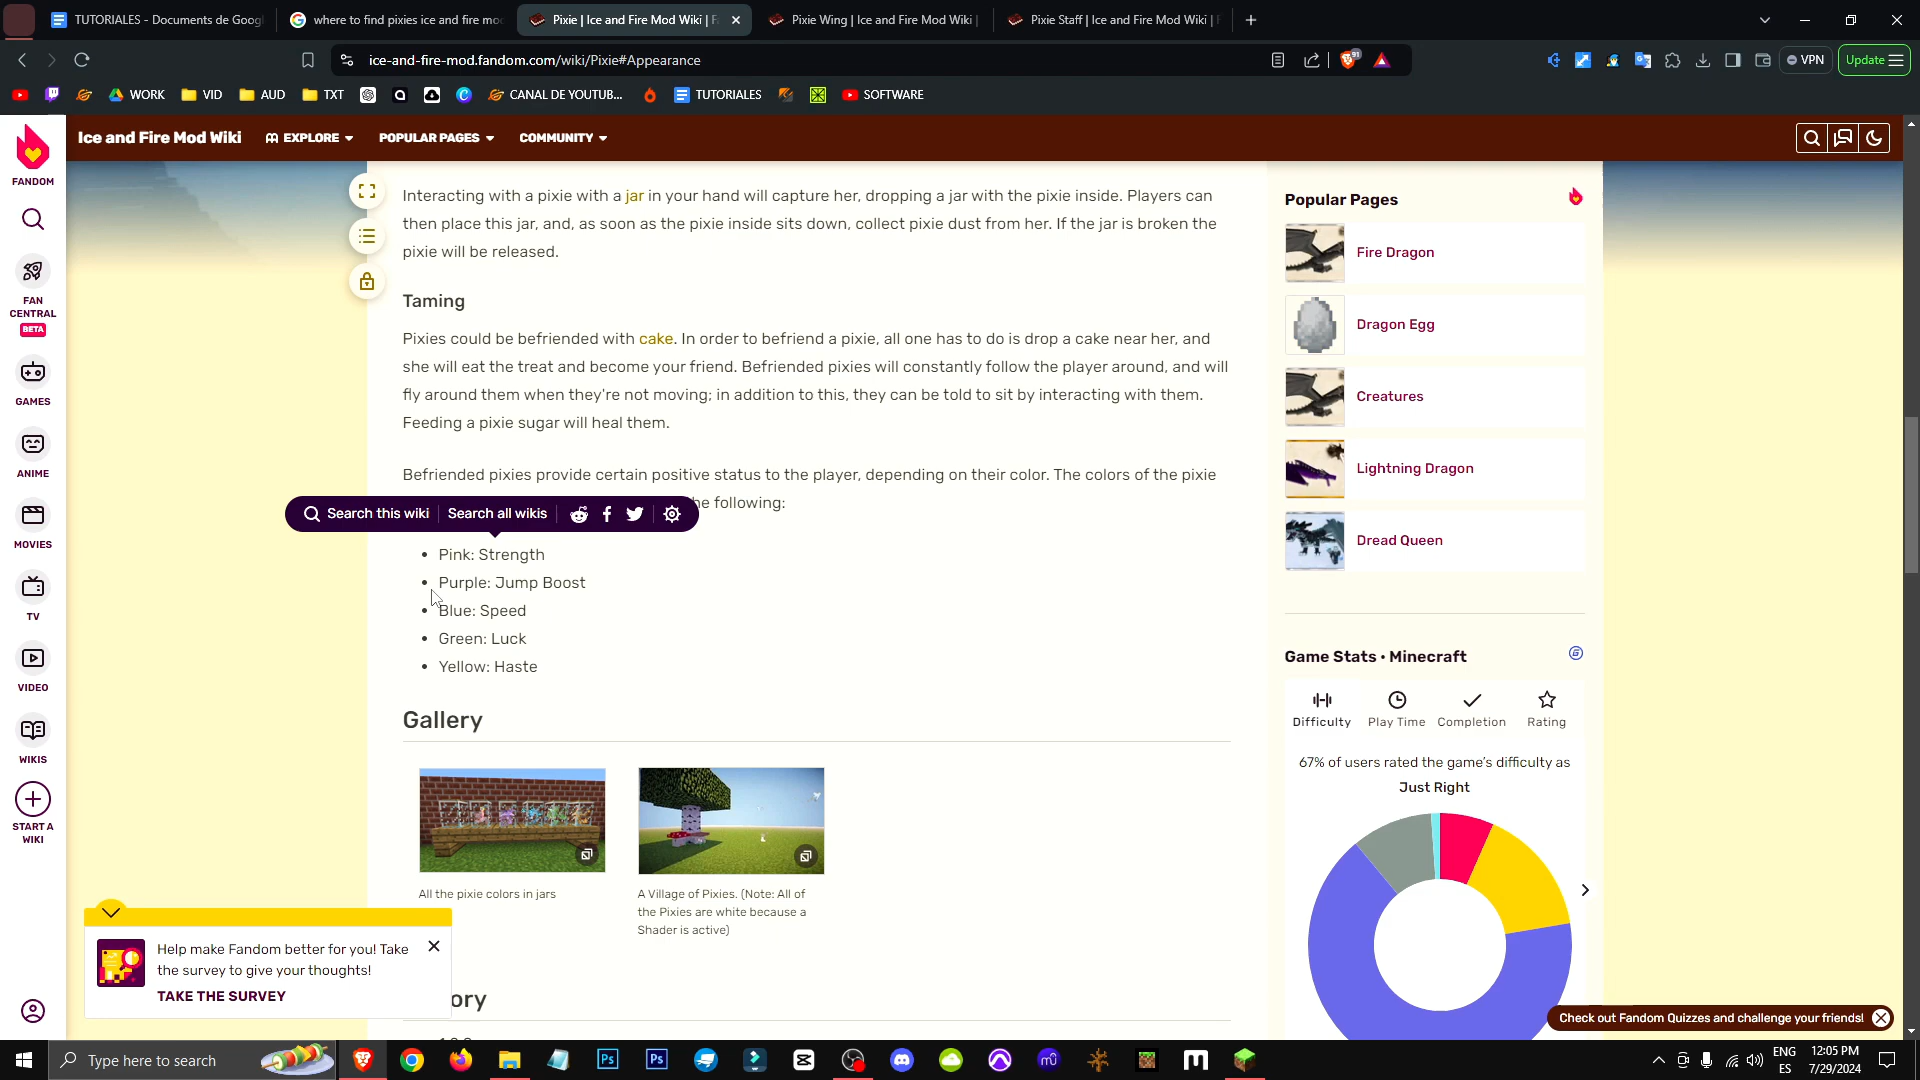 TUTORIALES - Documentos de Googl
where to find pixies ice and fire mo
Pixie | Ice and Fire Mod Wiki | F
Pixie Wing | Ice and Fire Mod Wiki |
Pixie Staff | Ice and Fire Mod Wiki | F
ice-and-fire-mod.fandom.com/wiki/Pixie#Appearance
91
VPN
Update
WORK
VID
AUD
TXT
CANAL DE YOUTUB...
TUTORIALES
SOFTWARE
Ice and Fire Mod Wiki
EXPLORE
POPULAR PAGES
COMMUNITY
FANDOM
FAN
CENTRAL
BETA
GAMES
ANIME
MOVIES
TV
VIDEO
WIKIS
START A
WIKI
Interacting with a pixie with a jar in your hand will capture her, dropping a jar with the pixie inside. Players can
then place this jar, and, as soon as the pixie inside sits down, collect pixie dust from her. If the jar is broken the
pixie will be released.
Taming
Pixies could be befriended with cake. In order to befriend a pixie, all one has to do is drop a cake near her, and
she will eat the treat and become your friend. Befriended pixies will constantly follow the player around, and will
fly around them when they're not moving; in addition to this, they can be told to sit by interacting with them.
Feeding a pixie sugar will heal them.
Befriended pixies provide certain positive status to the player, depending on their color. The colors of the pixie
he following:
Search this wiki
Search all wikis
• Pink: Strength
• Purple: Jump Boost
• Blue: Speed
• Green: Luck
• Yellow: Haste
Gallery
All the pixie colors in jars
A Village of Pixies. (Note: All of
the Pixies are white because a
Shader is active)
ory
Popular Pages
Fire Dragon
Dragon Egg
Creatures
Lightning Dragon
Dread Queen
Game Stats • Minecraft
Difficulty
Play Time
Completion
Rating
67% of users rated the game's difficulty as
Just Right
Help make Fandom better for you! Take
the survey to give your thoughts!
TAKE THE SURVEY
Check out Fandom Quizzes and challenge your friends!
Type here to search
Ps
Ps
ENG
ES
12:05 PM
7/29/2024